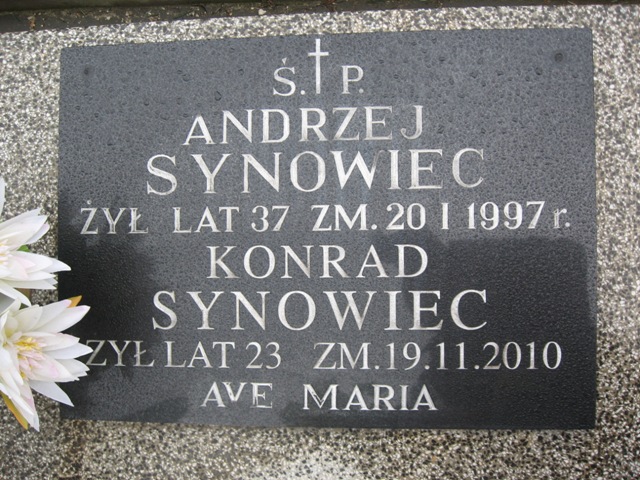 Ś. P.
ANDRZEJ
SYNOWIEC
ŻYŁ LAT 37 ZM. 20 I 1997 r.
KONRAD
SYNOWIEC
ŻYŁ LAT 23 ZM. 19.11.2010
AVE MARIA